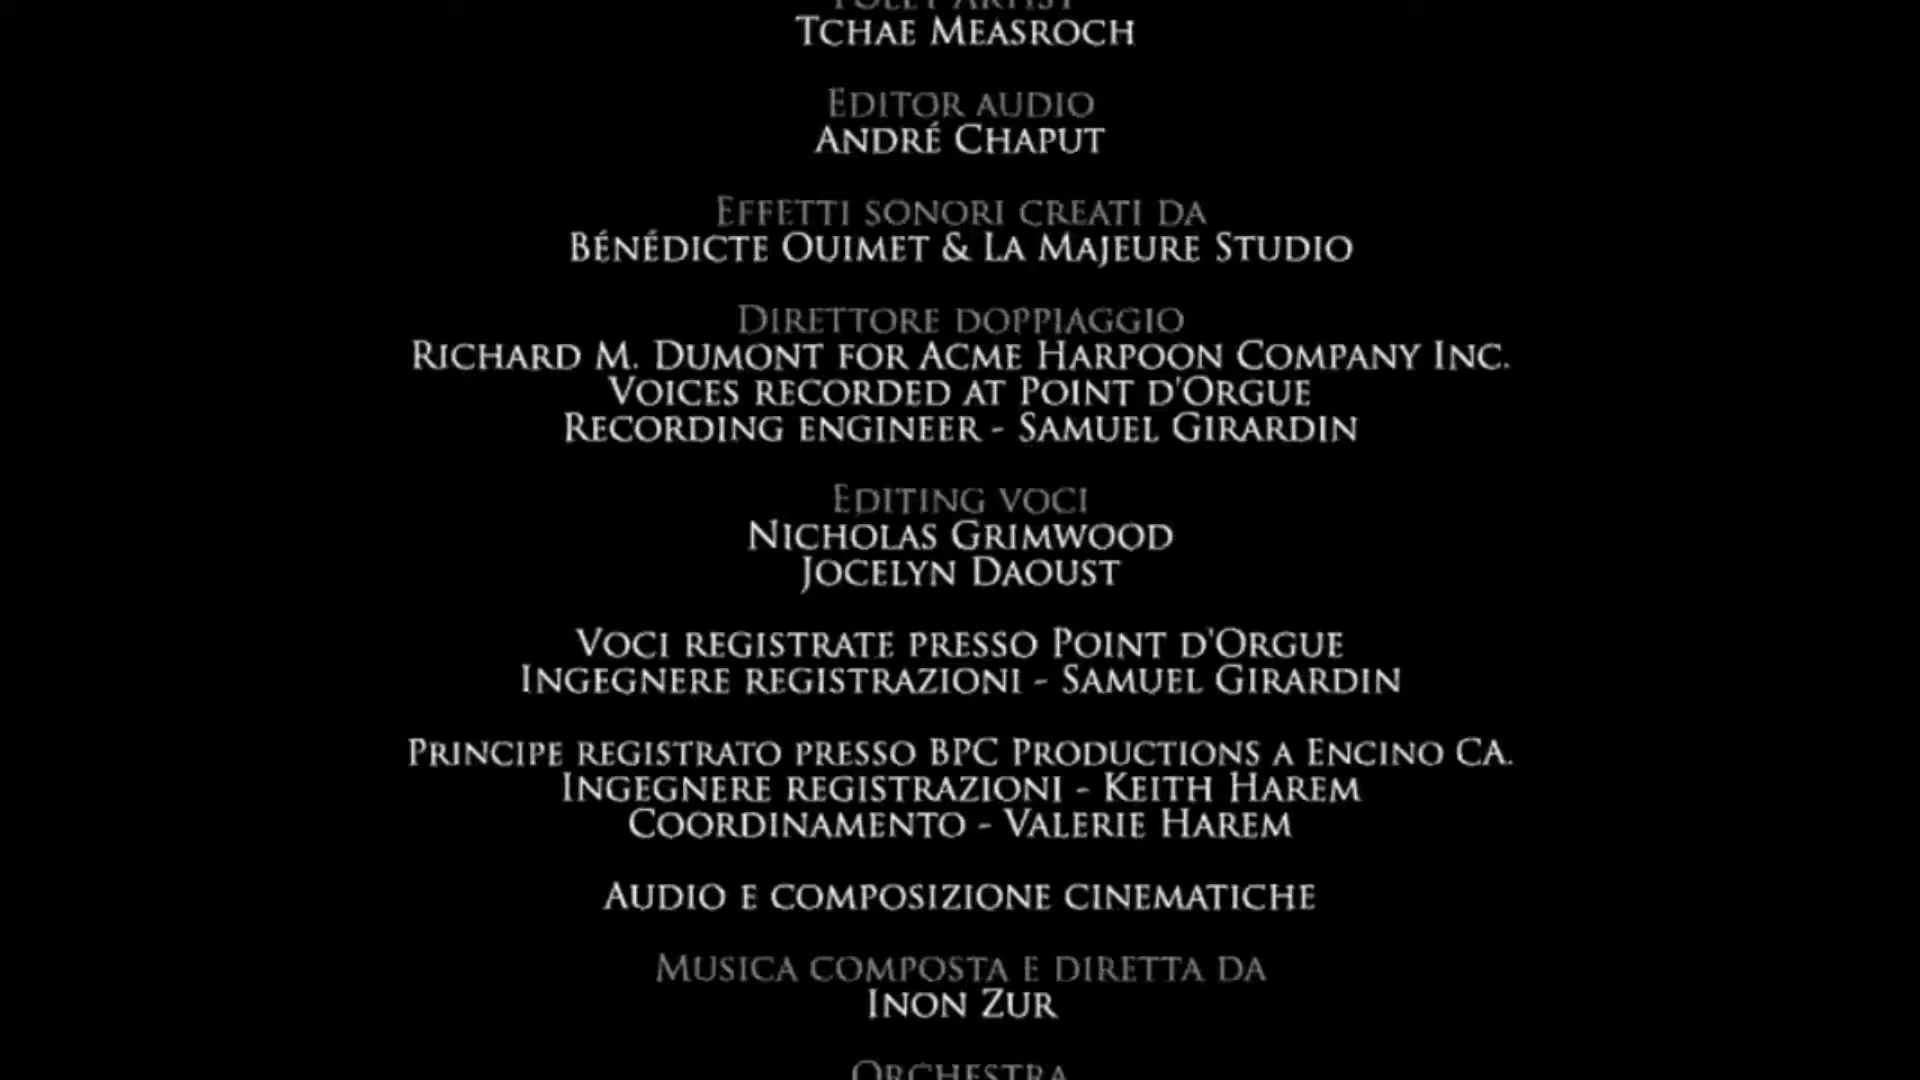 Foley Artist
Tchae Measroch
Editor audio
André Chaput
Effetti sonori creati da
Bénédicte Ouimet & La Majeure Studio
Direttore doppiaggio
Richard M. Dumont for Acme Harpoon Company Inc.
Voices recorded at Point d'Orgue
Recording engineer - Samuel Girardin
Editing voci
Nicholas Grimwood
Jocelyn Daoust
Voci registrate presso Point d'Orgue
Ingegnere registrazioni - Samuel Girardin
Principe registrato presso BPC Productions a Encino CA.
Ingegnere registrazioni - Keith Harem
Coordinamento - Valerie Harem
Audio e composizione cinematiche
Musica composta e diretta da
Inon Zur
Orchestra